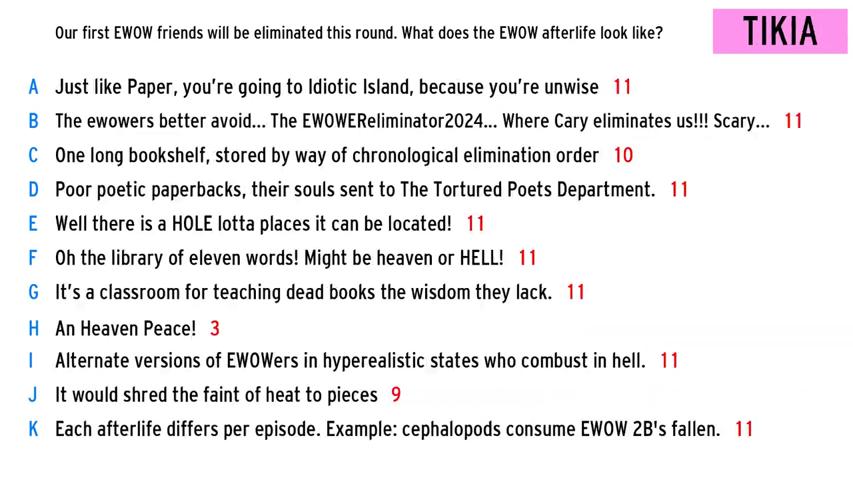 Our first EWOW friends will be eliminated this round. What does the EWOW afterlife look like?
TIKIA
A Just like Paper, you're going to Idiotic Island, because you're unwise 11
B The ewowers better avoid... The EWOWEReliminator2024... Where Cary eliminates us!!! Scary... 11
C One long bookshelf, stored by way of chronological elimination order 10
D Poor poetic paperbacks, their souls sent to The Tortured Poets Department. 11
E Well there is a HOLE lotta places it can be located! 11
F Oh the library of eleven words! Might be heaven or HELL! 11
G It's a classroom for teaching dead books the wisdom they lack. 11
H An Heaven Peace! 3
I Alternate versions of EWOWers in hyperealistic states who combust in hell. 11
J It would shred the faint of heat to pieces 9
K Each afterlife differs per episode. Example: cephalopods consume EWOW 2B's fallen. 11